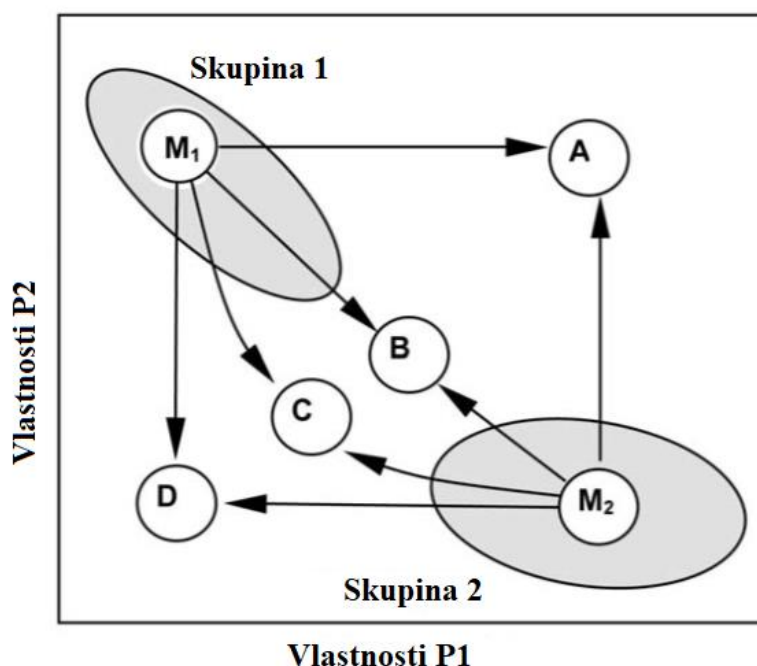 Skupina 1
M₁
A
Vlastnosti P2
B
C
D
M₂
Skupina 2
Vlastnosti P1